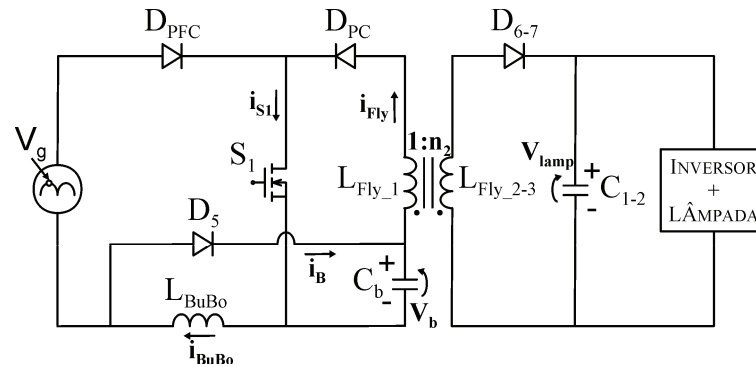 D_PFC
D_PC
D_6-7
i_S1
i_Fly
V_g
S_1
1:n_2
L_Fly_1
L_Fly_2-3
V_lamp
+
C_1-2
-
INVERSOR
+
LÂMPADA
D_5
i_B
+
C_b
-
V_b
L_BuBo
i_BuBo